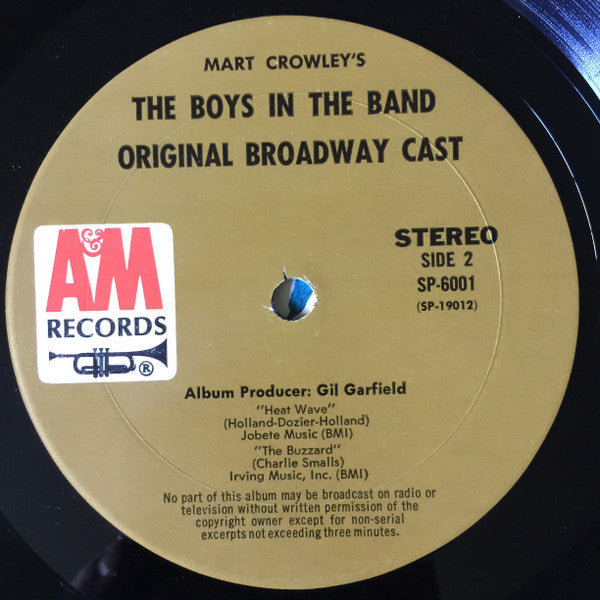 MART CROWLEY'S
THE BOYS IN THE BAND
ORIGINAL BROADWAY CAST
A&M
RECORDS
®
STEREO
SIDE 2
SP-6001
(SP-19012)
Album Producer: Gil Garfield
"Heat Wave"
(Holland-Dozier-Holland)
Jobete Music (BMI)
"The Buzzard"
(Charlie Smalls)
Irving Music, Inc. (BMI)
No part of this album may be broadcast on radio or
television without written permission of the
copyright owner except for non-serial
excerpts not exceeding three minutes.